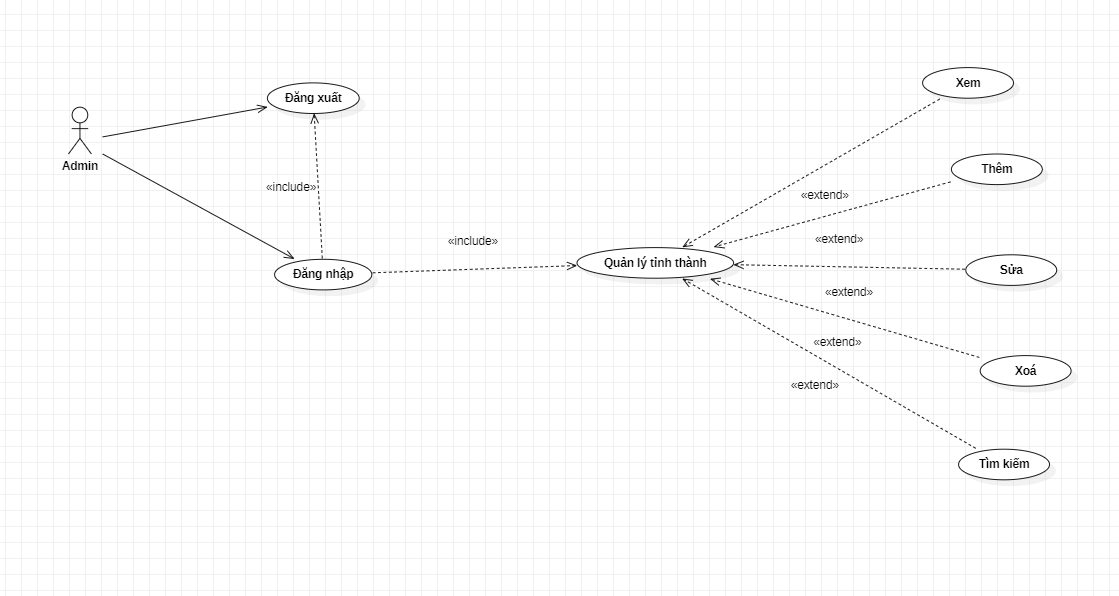 Xem
Đăng xuất
Admin
Thêm
«include»
«extend»
«include»
«extend»
Quản lý tỉnh thành
Sửa
Đăng nhập
«extend»
«extend»
Xoá
«extend»
Tìm kiếm